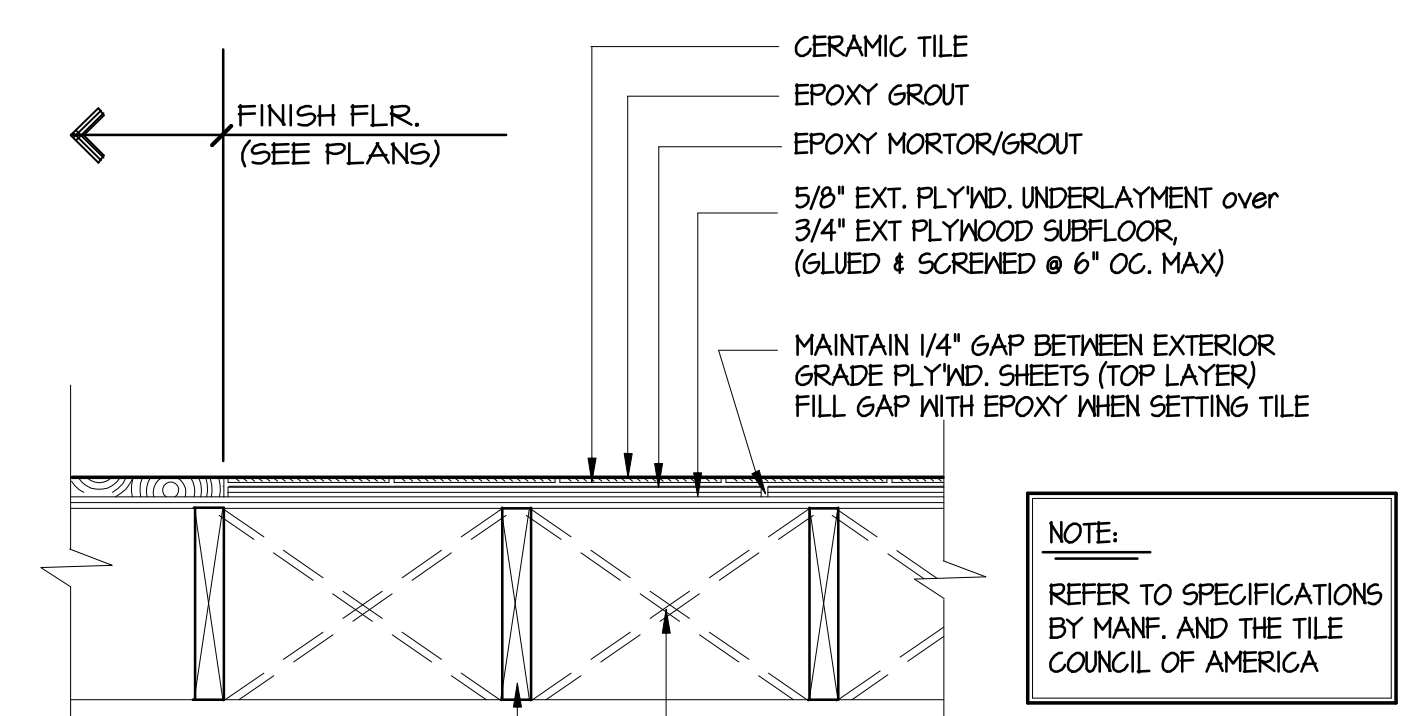 CERAMIC TILE
EPOXY GROUT
EPOXY MORTOR/GROUT
5/8" EXT. PLY'WD. UNDERLAYMENT over
3/4" EXT PLYWOOD SUBFLOOR,
(GLUED & SCREWED @ 6" OC. MAX)
MAINTAIN 1/4" GAP BETWEEN EXTERIOR
GRADE PLY'WD. SHEETS (TOP LAYER)
FILL GAP WITH EPOXY WHEN SETTING TILE
FINISH FLR.
(SEE PLANS)
NOTE:
REFER TO SPECIFICATIONS
BY MANF. AND THE TILE
COUNCIL OF AMERICA